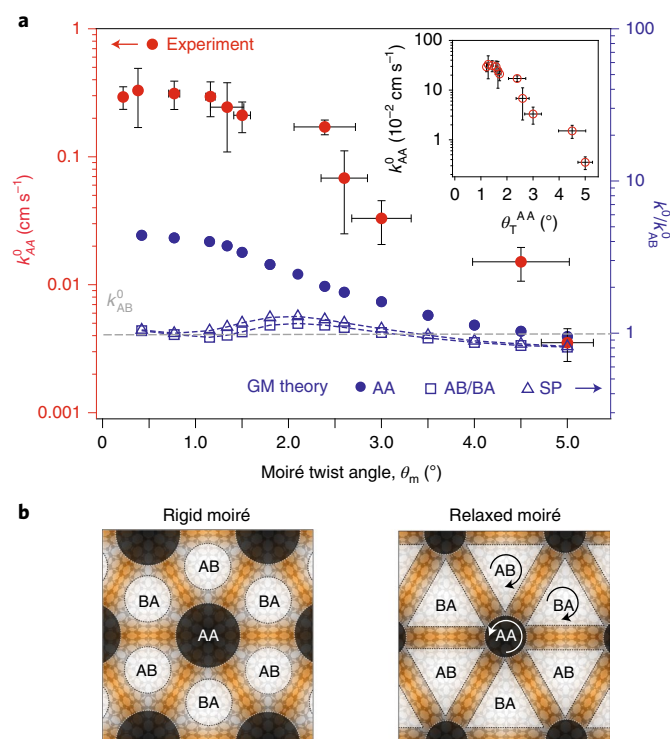 a
1
0.1
0.01
0.001
k⁰AA (cm s⁻¹)
← Experiment
100
10
1
k⁰/k⁰AB
100
10
1
k⁰AA (10⁻² cm s⁻¹)
0 1 2 3 4 5
θT^AA (°)
k⁰AB
GM theory AA AB/BA SP →
0 1.0 2.0 3.0 4.0 5.0
Moiré twist angle, θm (°)
b
Rigid moiré
AB
BA BA
AA
AB AB
BA
Relaxed moiré
AB
BA BA
AA
AB AB
BA